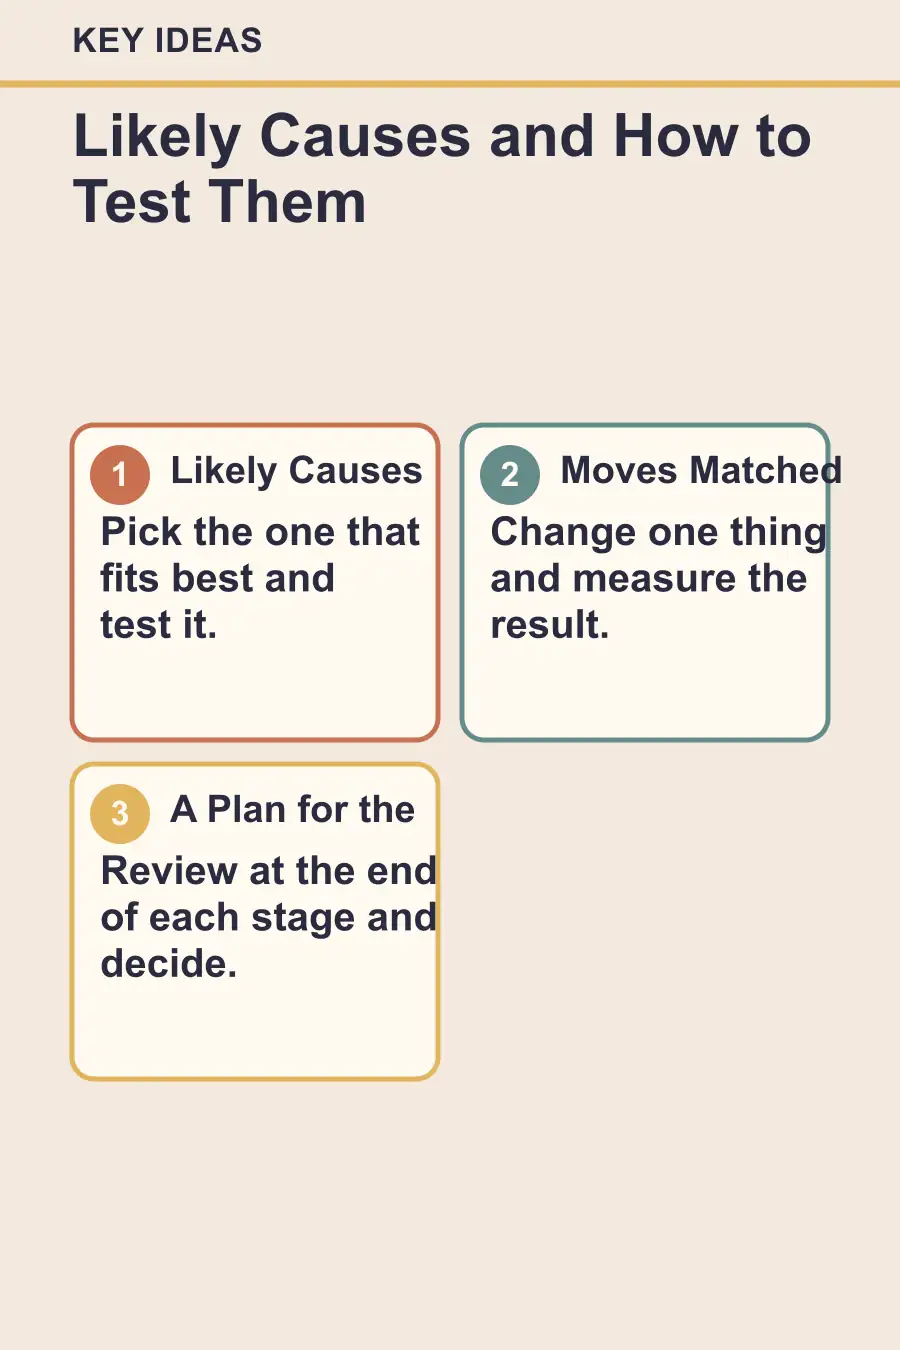 KEY IDEAS
Likely Causes and How to
Test Them
1 Likely Causes
Pick the one that
fits best and
test it.
2 Moves Matched
Change one thing
and measure the
result.
3 A Plan for the
Review at the end
of each stage and
decide.